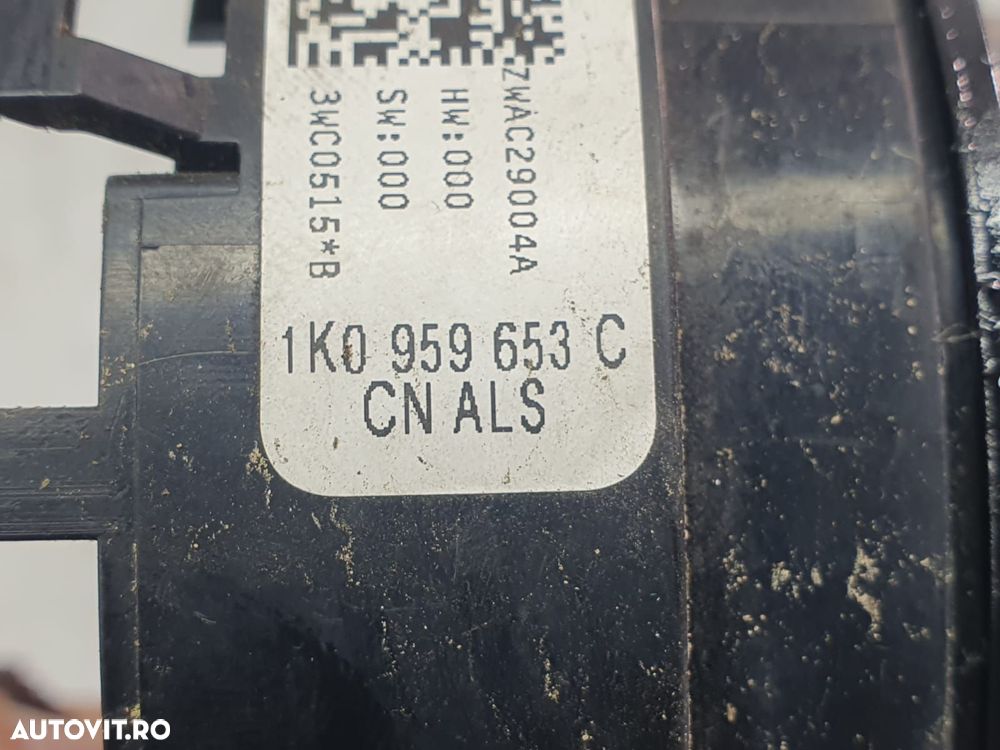 ZWAC29004A
HW:000
SW:000
3WC0515*B
1K0 959 653 C
CN ALS
AUTOVIT.RO